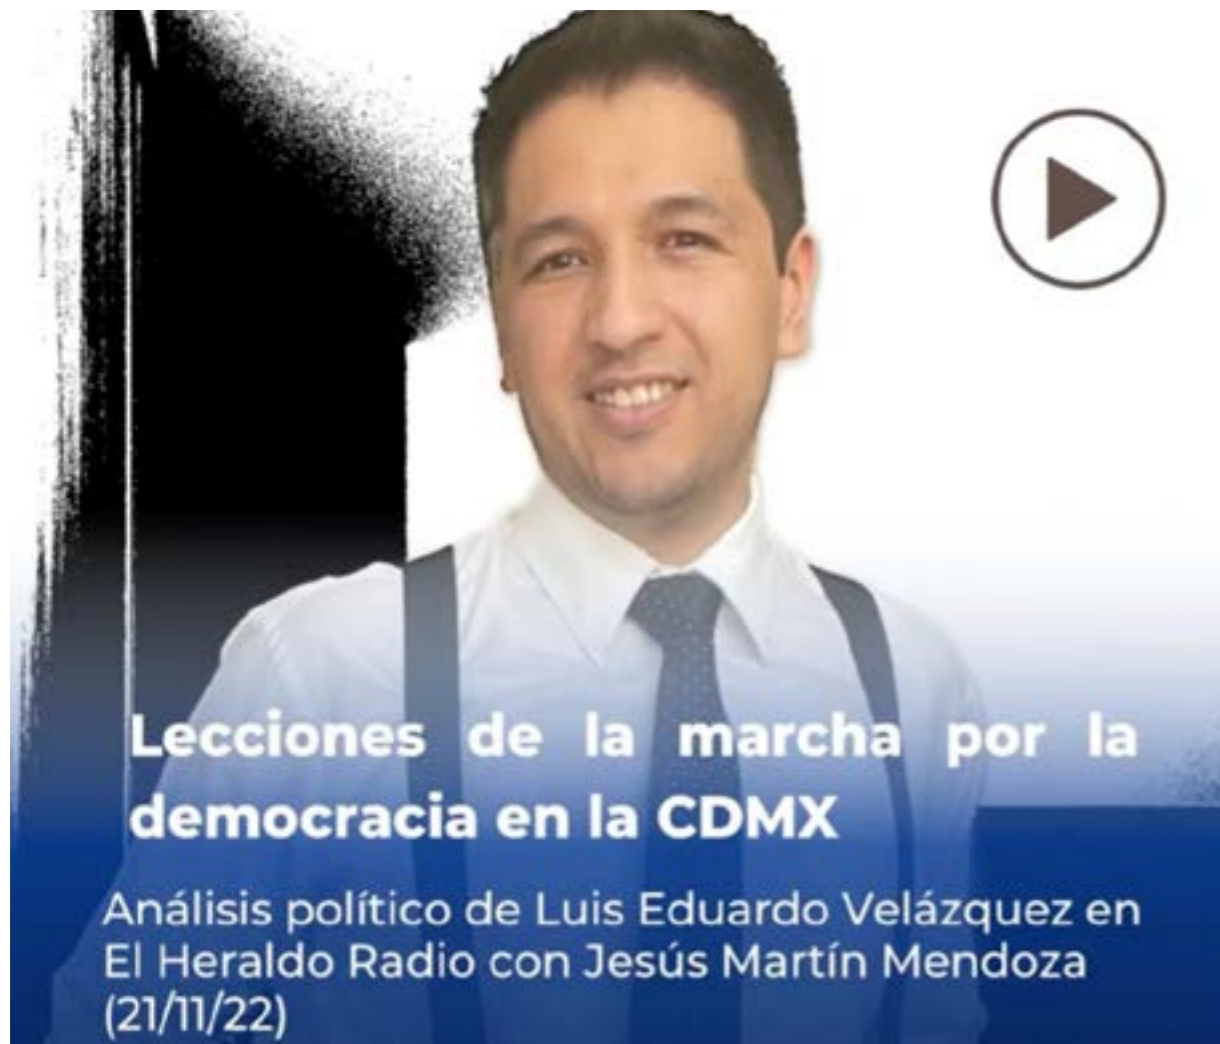 Lecciones de la marcha por la
democracia en la CDMX
Análisis político de Luis Eduardo Velázquez en
El Heraldo Radio con Jesús Martín Mendoza
(21/11/22)